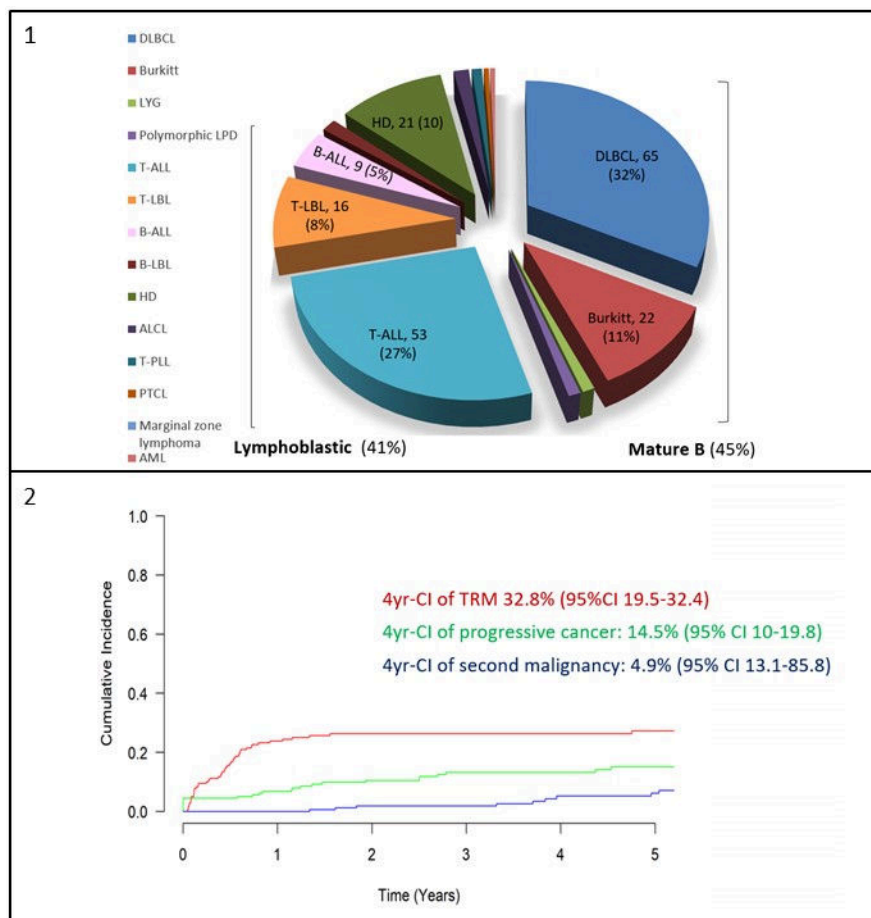 1
DLBCL
Burkitt
LYG
Polymorphic LPD
T-ALL
T-LBL
B-ALL
B-LBL
HD
ALCL
T-PLL
PTCL
Marginal zone
lymphoma
AML
HD, 21 (10)
B-ALL, 9 (5%)
T-LBL, 16
(8%)
T-ALL, 53
(27%)
DLBCL, 65
(32%)
Burkitt, 22
(11%)
Lymphoblastic (41%)
Mature B (45%)
2
Cumulative Incidence
1.0
0.8
0.6
0.4
0.2
0.0
4yr-CI of TRM 32.8% (95%CI 19.5-32.4)
4yr-CI of progressive cancer: 14.5% (95% CI 10-19.8)
4yr-CI of second malignancy: 4.9% (95% CI 13.1-85.8)
0 1 2 3 4 5
Time (Years)